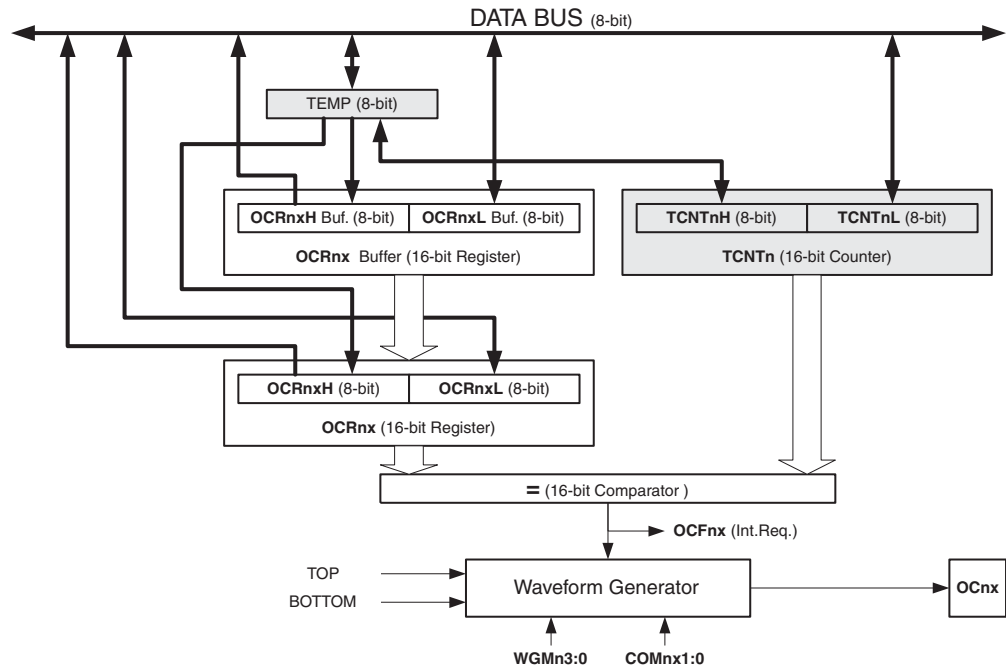 DATA BUS (8-bit)
TEMP (8-bit)
OCRnxH Buf. (8-bit)
OCRnxL Buf. (8-bit)
OCRnx Buffer (16-bit Register)
TCNTnH (8-bit)
TCNTnL (8-bit)
TCNTn (16-bit Counter)
OCRnxH (8-bit)
OCRnxL (8-bit)
OCRnx (16-bit Register)
= (16-bit Comparator )
OCFnx (Int.Req.)
TOP
BOTTOM
Waveform Generator
OCnx
WGMn3:0
COMnx1:0